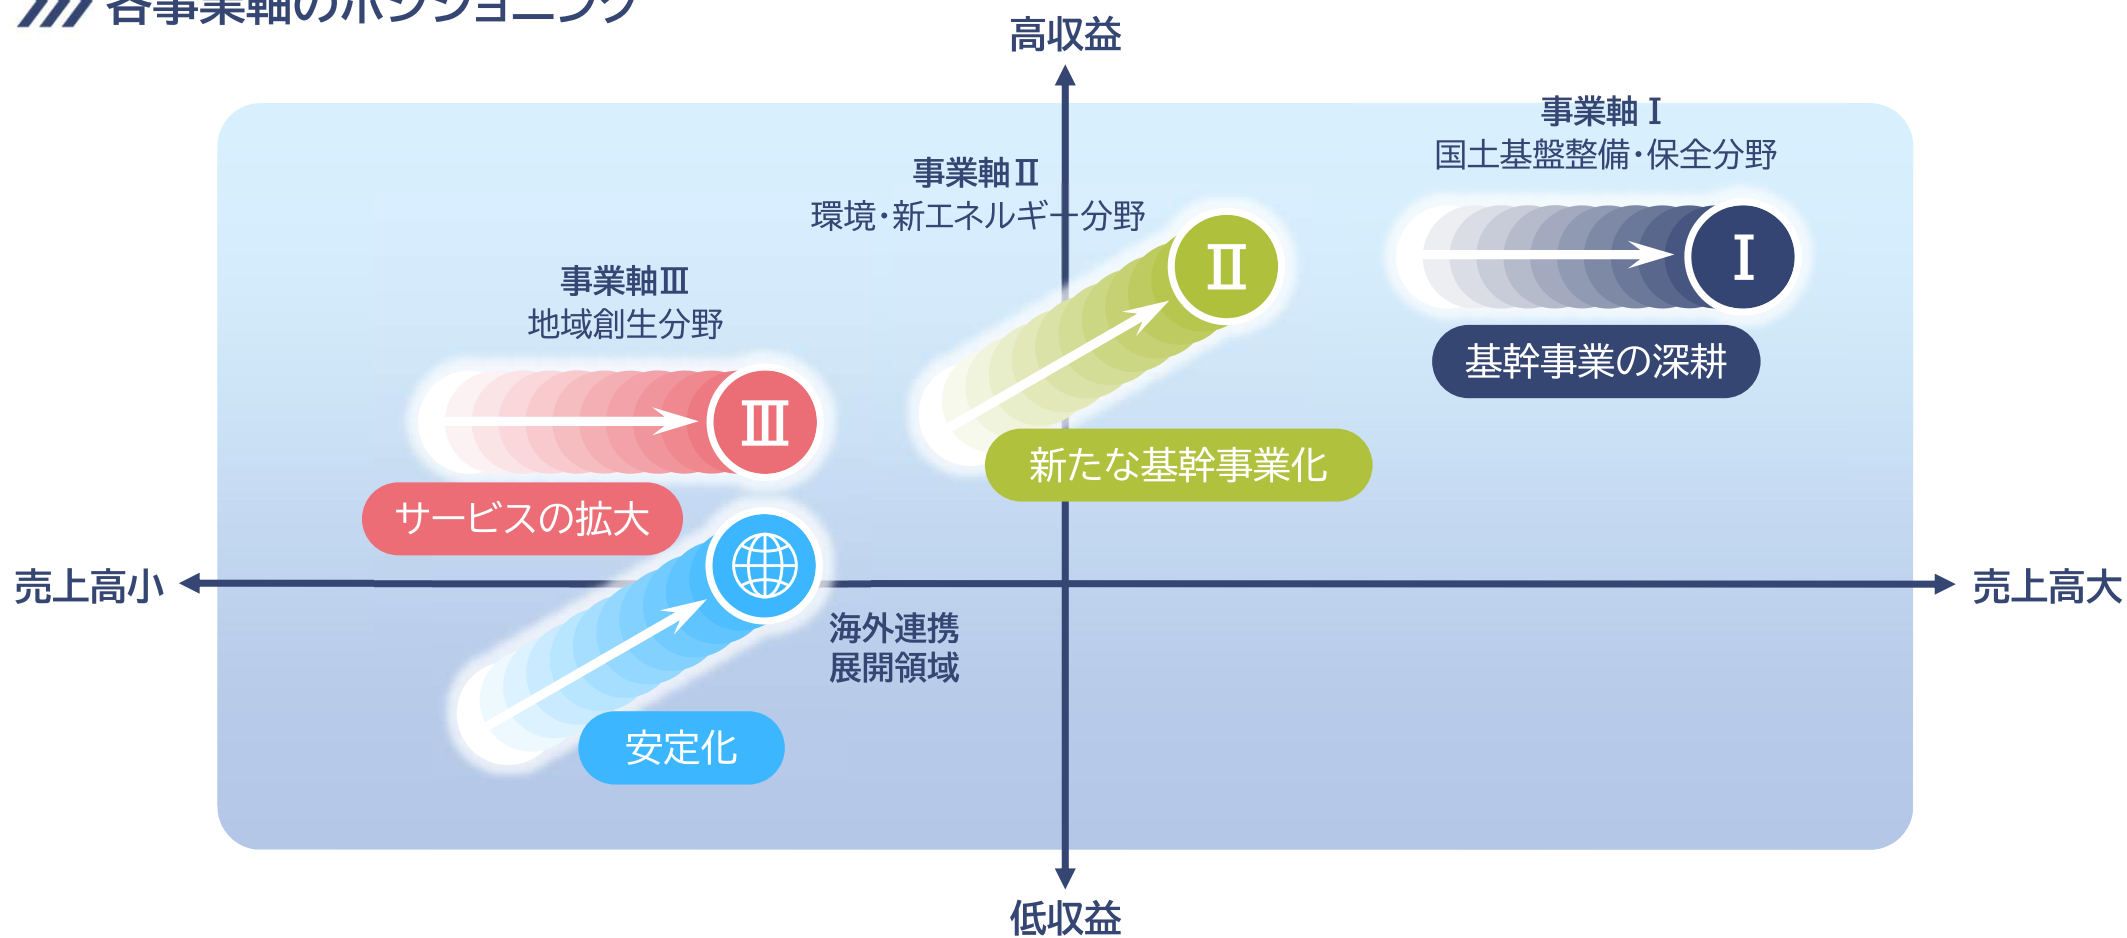 各事業軸のポジショニング
高収益
事業軸Ⅰ
国土基盤整備・保全分野
事業軸Ⅱ
環境・新エネルギー分野
Ⅰ
Ⅱ
事業軸Ⅲ
地域創生分野
基幹事業の深耕
Ⅲ
新たな基幹事業化
サービスの拡大
売上高小
売上高大
海外連携
展開領域
安定化
低収益